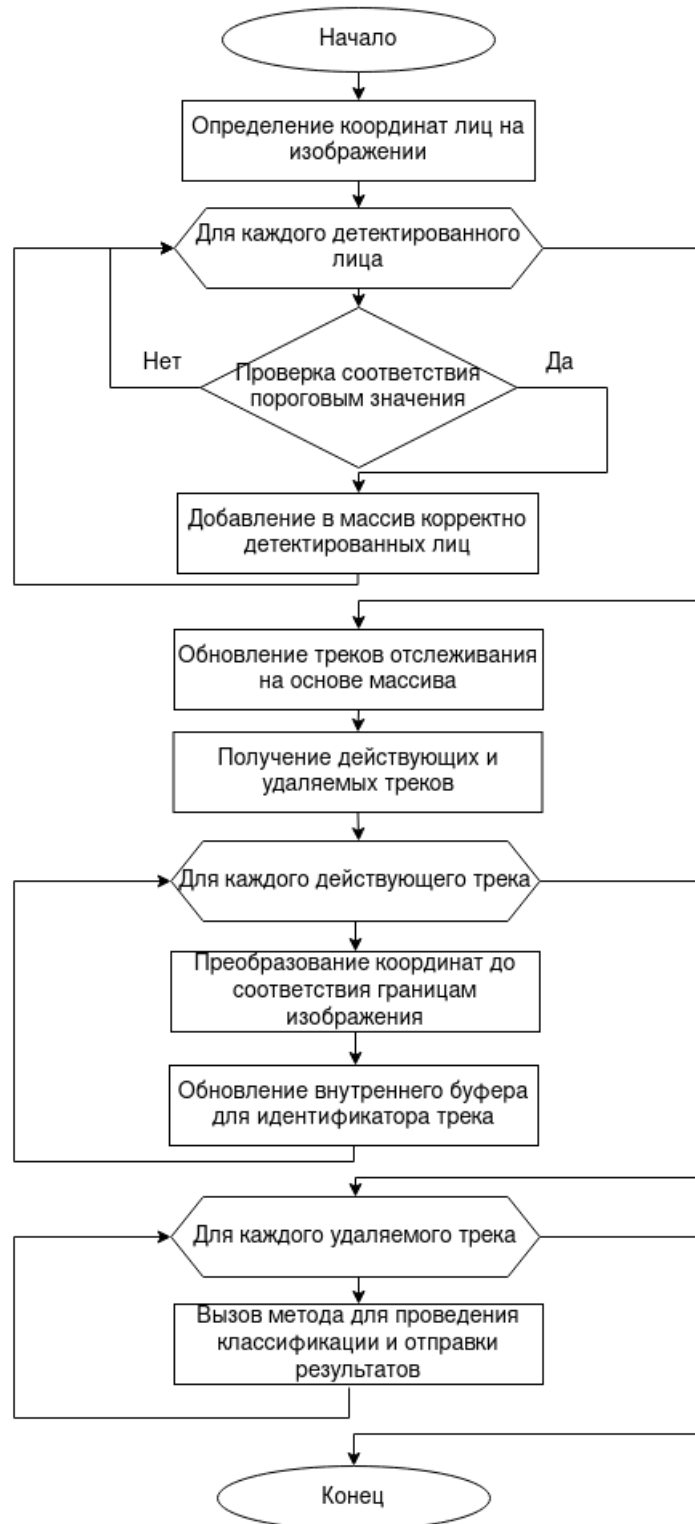 Начало
Определение координат лиц на
изображении
Для каждого детектированного
лица
Нет
Да
Проверка соответствия
пороговым значения
Добавление в массив корректно
детектированных лиц
Обновление треков отслеживания
на основе массива
Получение действующих и
удаляемых треков
Для каждого действующего трека
Преобразование координат до
соответствия границам
изображения
Обновление внутреннего буфера
для идентификатора трека
Для каждого удаляемого трека
Вызов метода для проведения
классификации и отправки
результатов
Конец